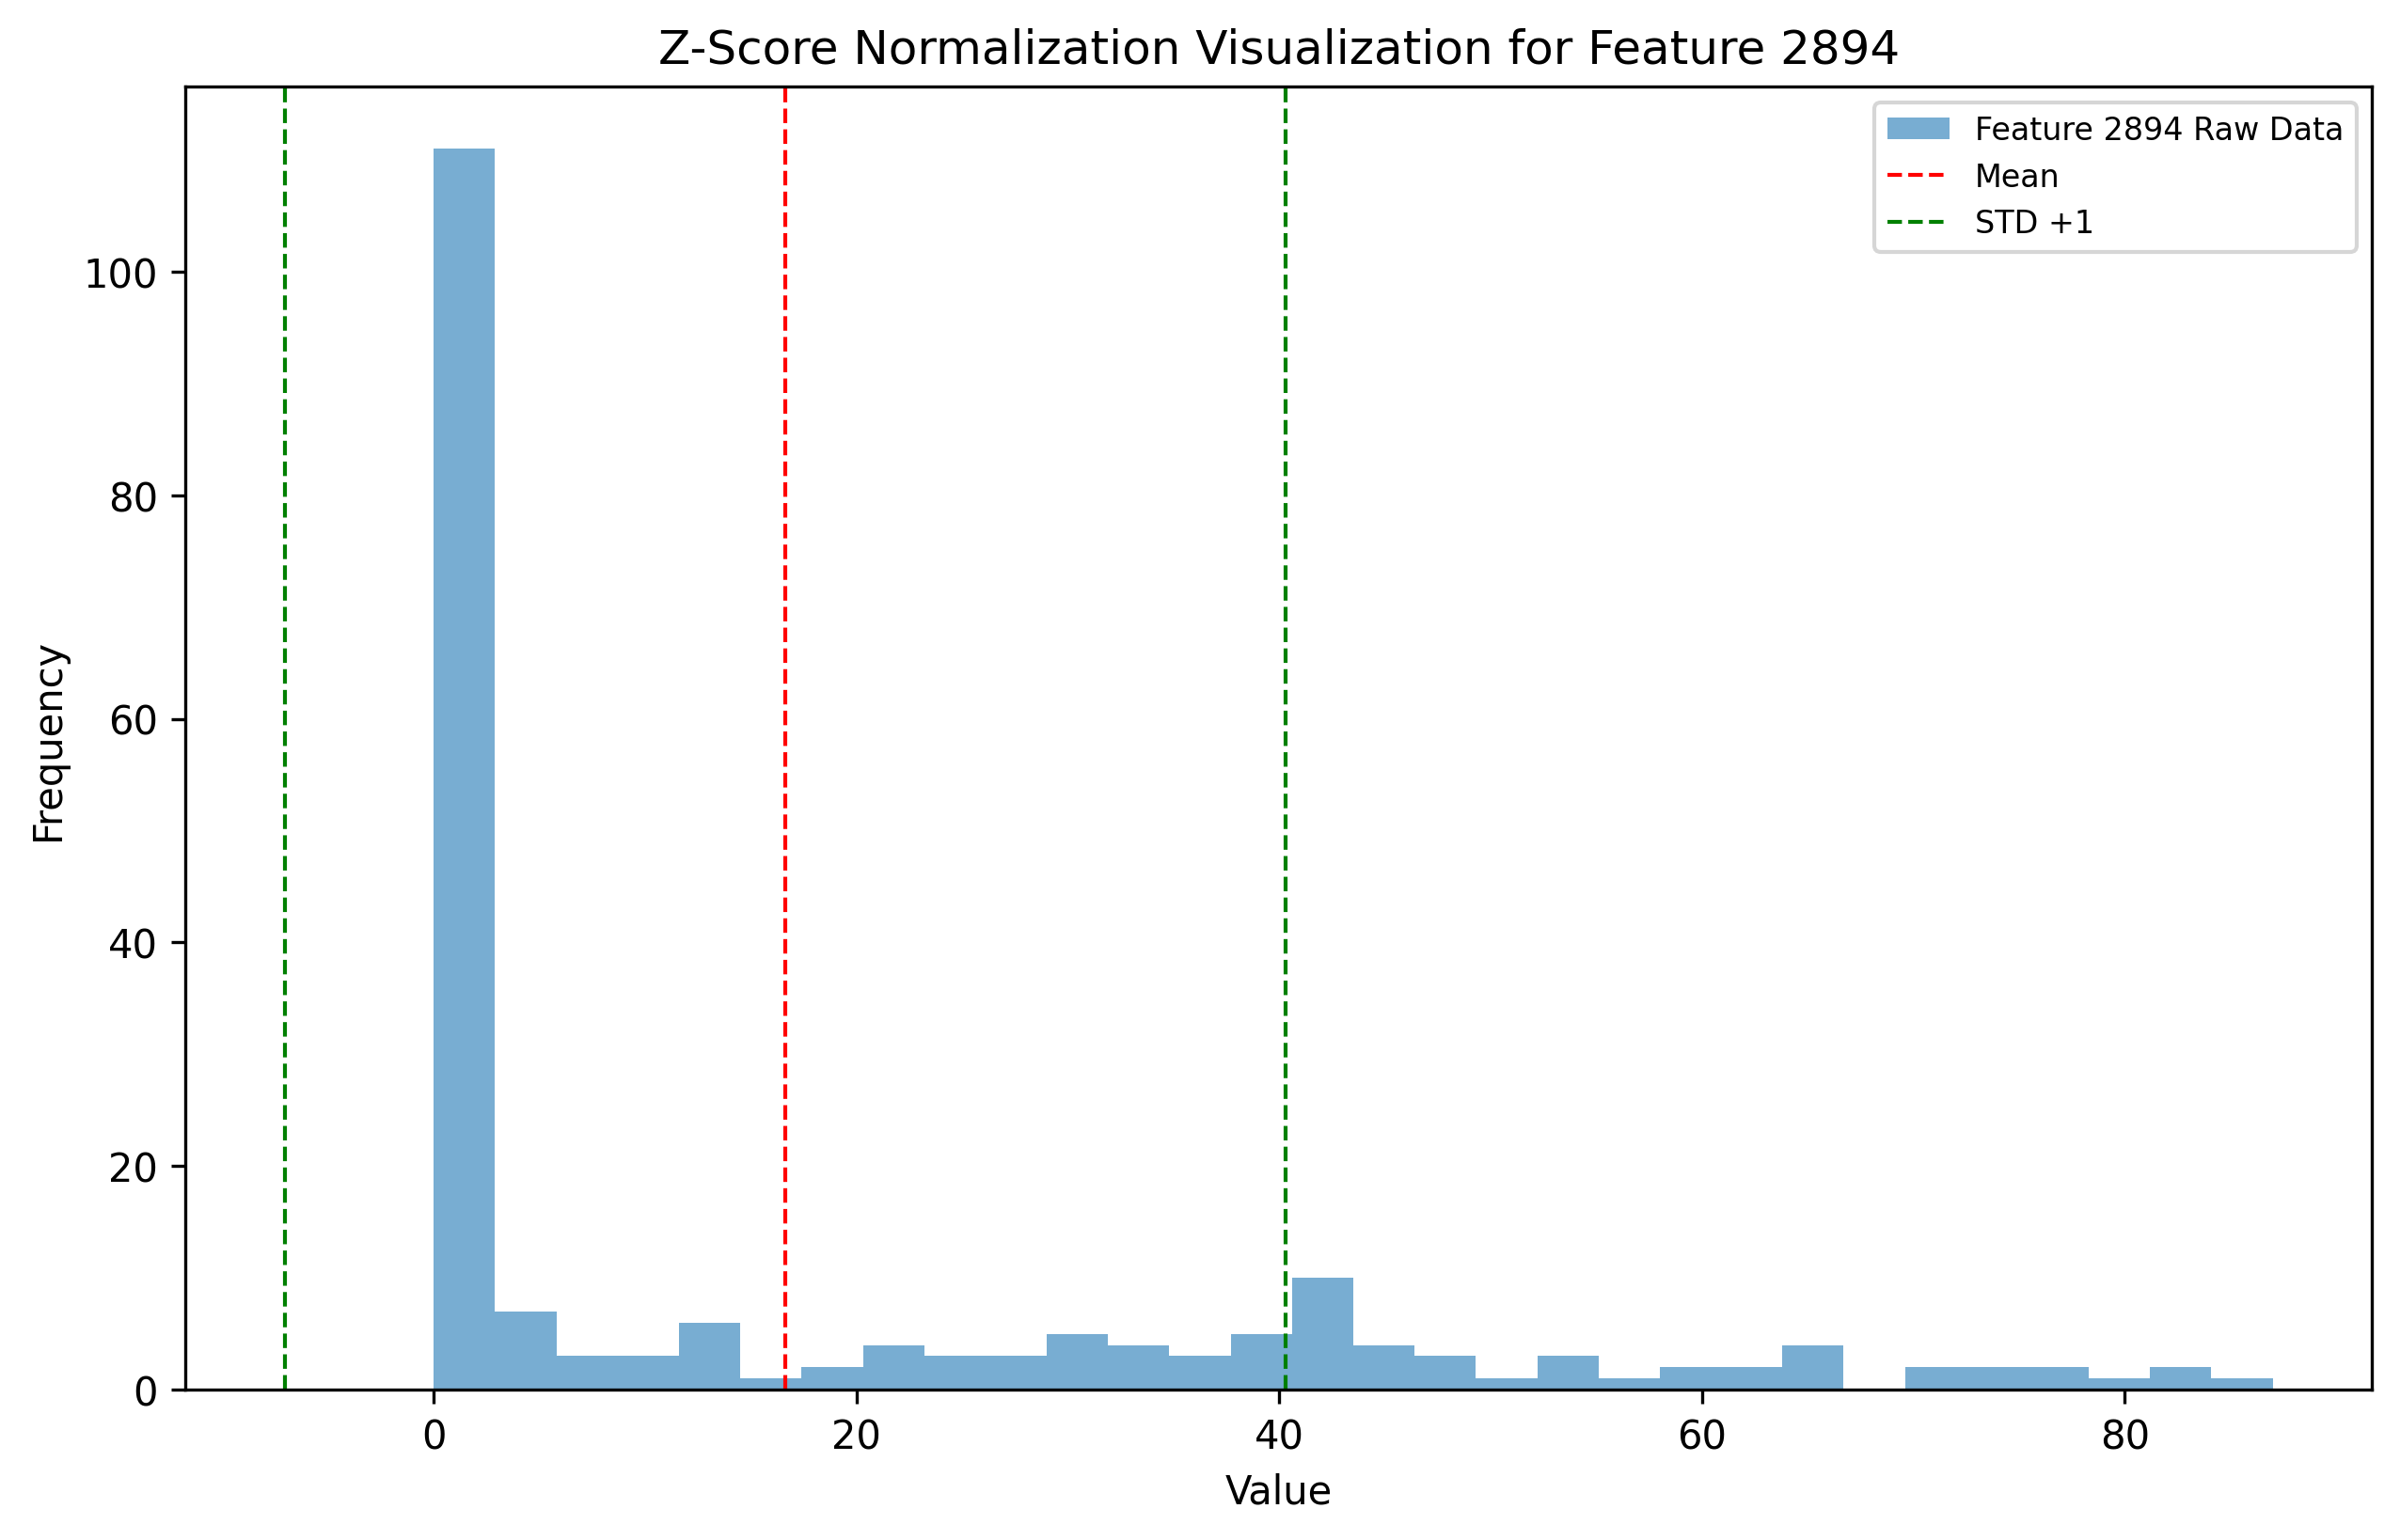 Z-Score Normalization Visualization for Feature 2894
Feature 2894 Raw Data
Mean
STD +1
Frequency
100
80
60
40
20
0
0 20 40 60 80
Value